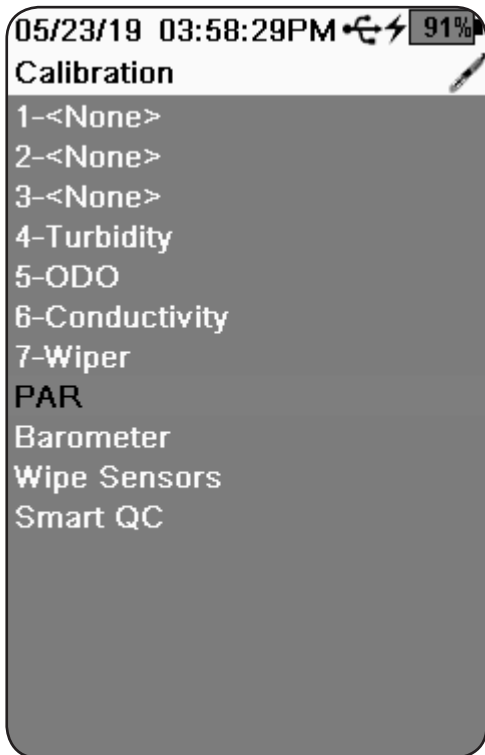 05/23/19 03:58:29PM 91%
Calibration
1-<None>
2-<None>
3-<None>
4-Turbidity
5-ODO
6-Conductivity
7-Wiper
PAR
Barometer
Wipe Sensors
Smart QC